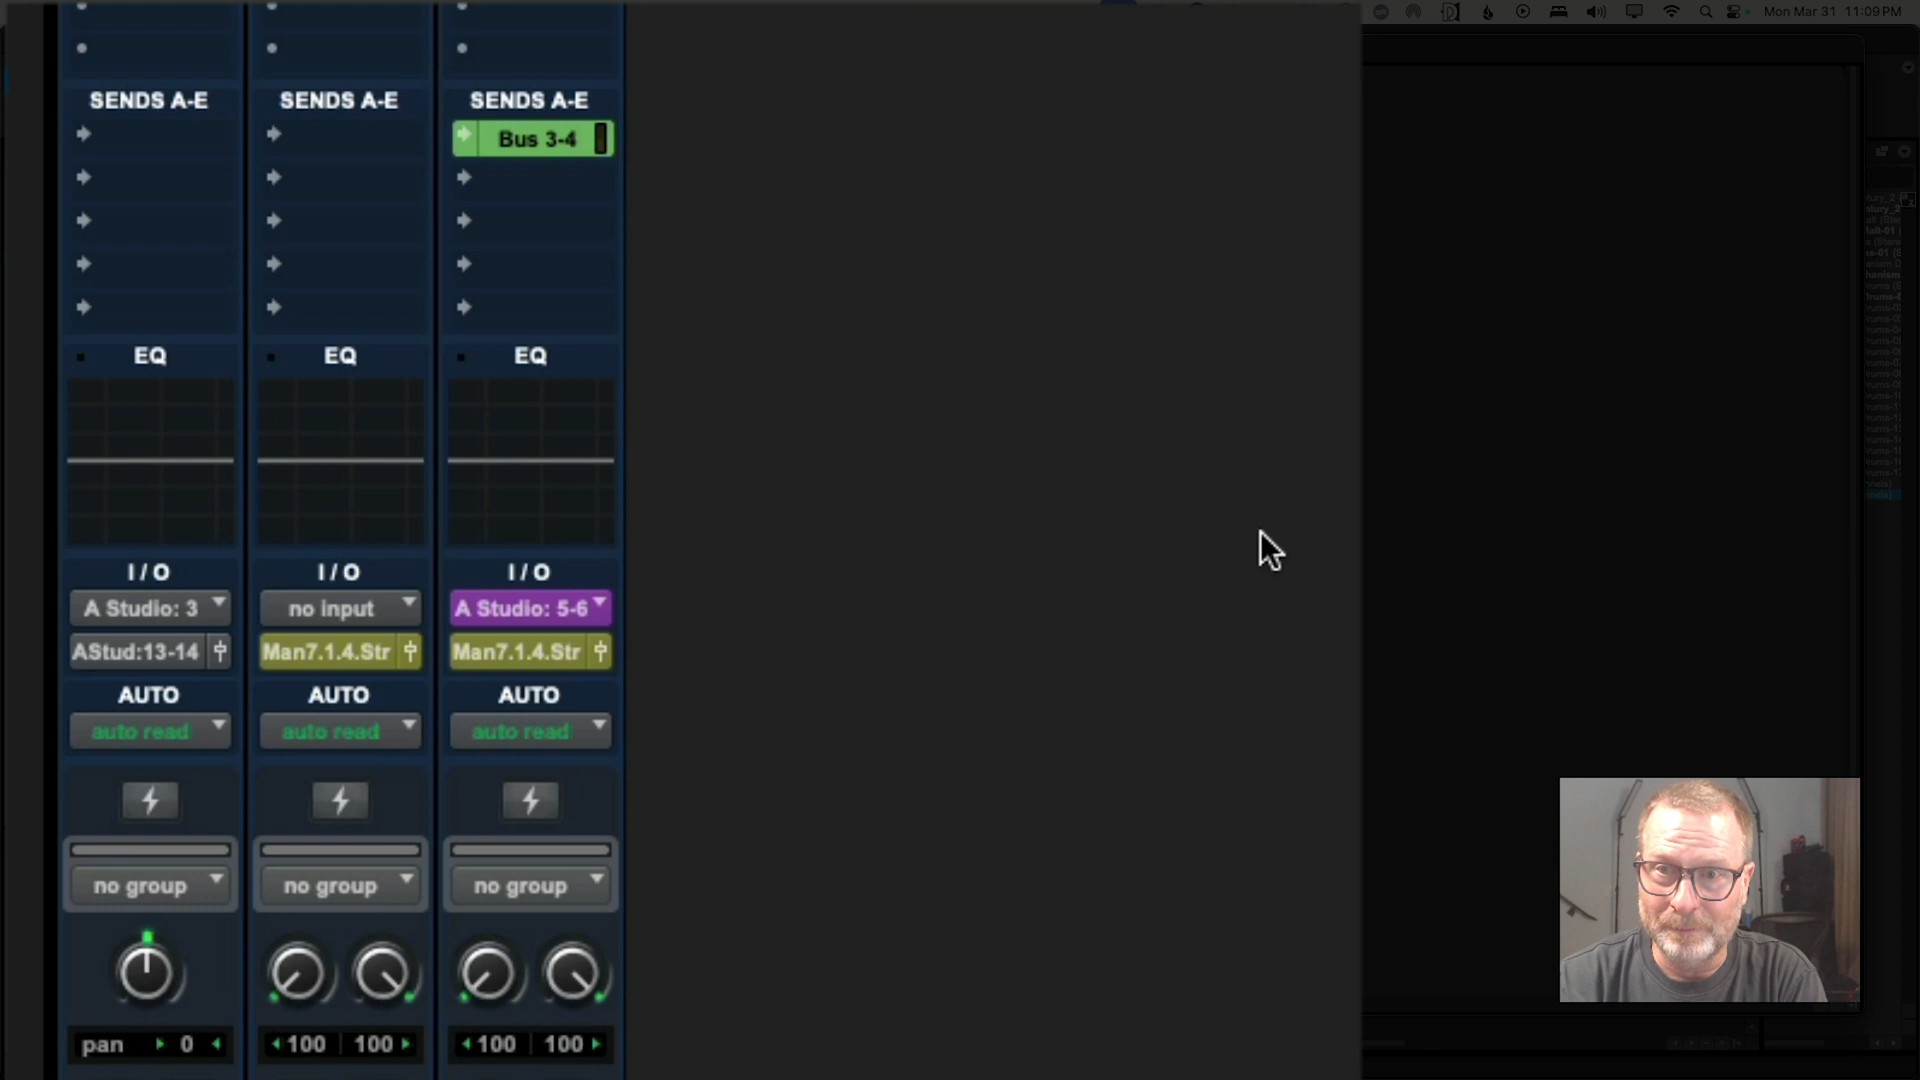 Mon Mar 31 11:09 PM
SENDS A-E SENDS A-E SENDS A-E
Bus 3-4
EQ EQ EQ
I / O I / O I / O
A Studio: 3 no input A Studio: 5-6
AStud:13-14 Man7.1.4.Str Man7.1.4.Str
AUTO AUTO AUTO
auto read auto read auto read
no group no group no group
pan 0 100 100 100 100